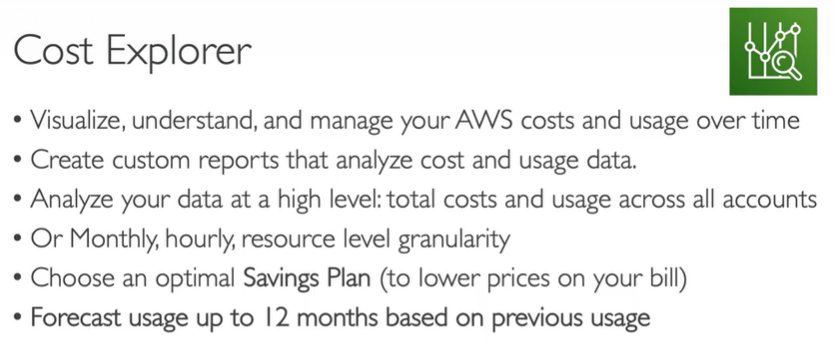 Cost Explorer
• Visualize, understand, and manage your AWS costs and usage over time
• Create custom reports that analyze cost and usage data.
• Analyze your data at a high level: total costs and usage across all accounts
• Or Monthly, hourly, resource level granularity
• Choose an optimal Savings Plan (to lower prices on your bill)
• Forecast usage up to 12 months based on previous usage